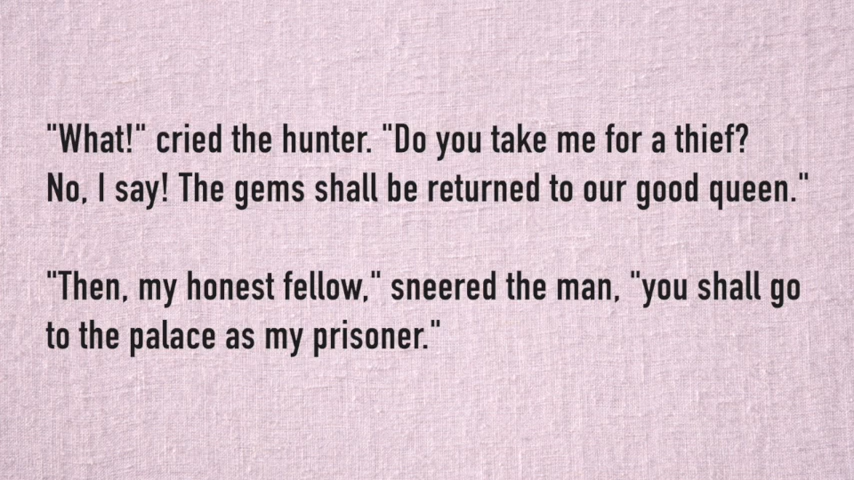 "What!" cried the hunter. "Do you take me for a thief?
No, I say! The gems shall be returned to our good queen."
"Then, my honest fellow," sneered the man, "you shall go
to the palace as my prisoner."